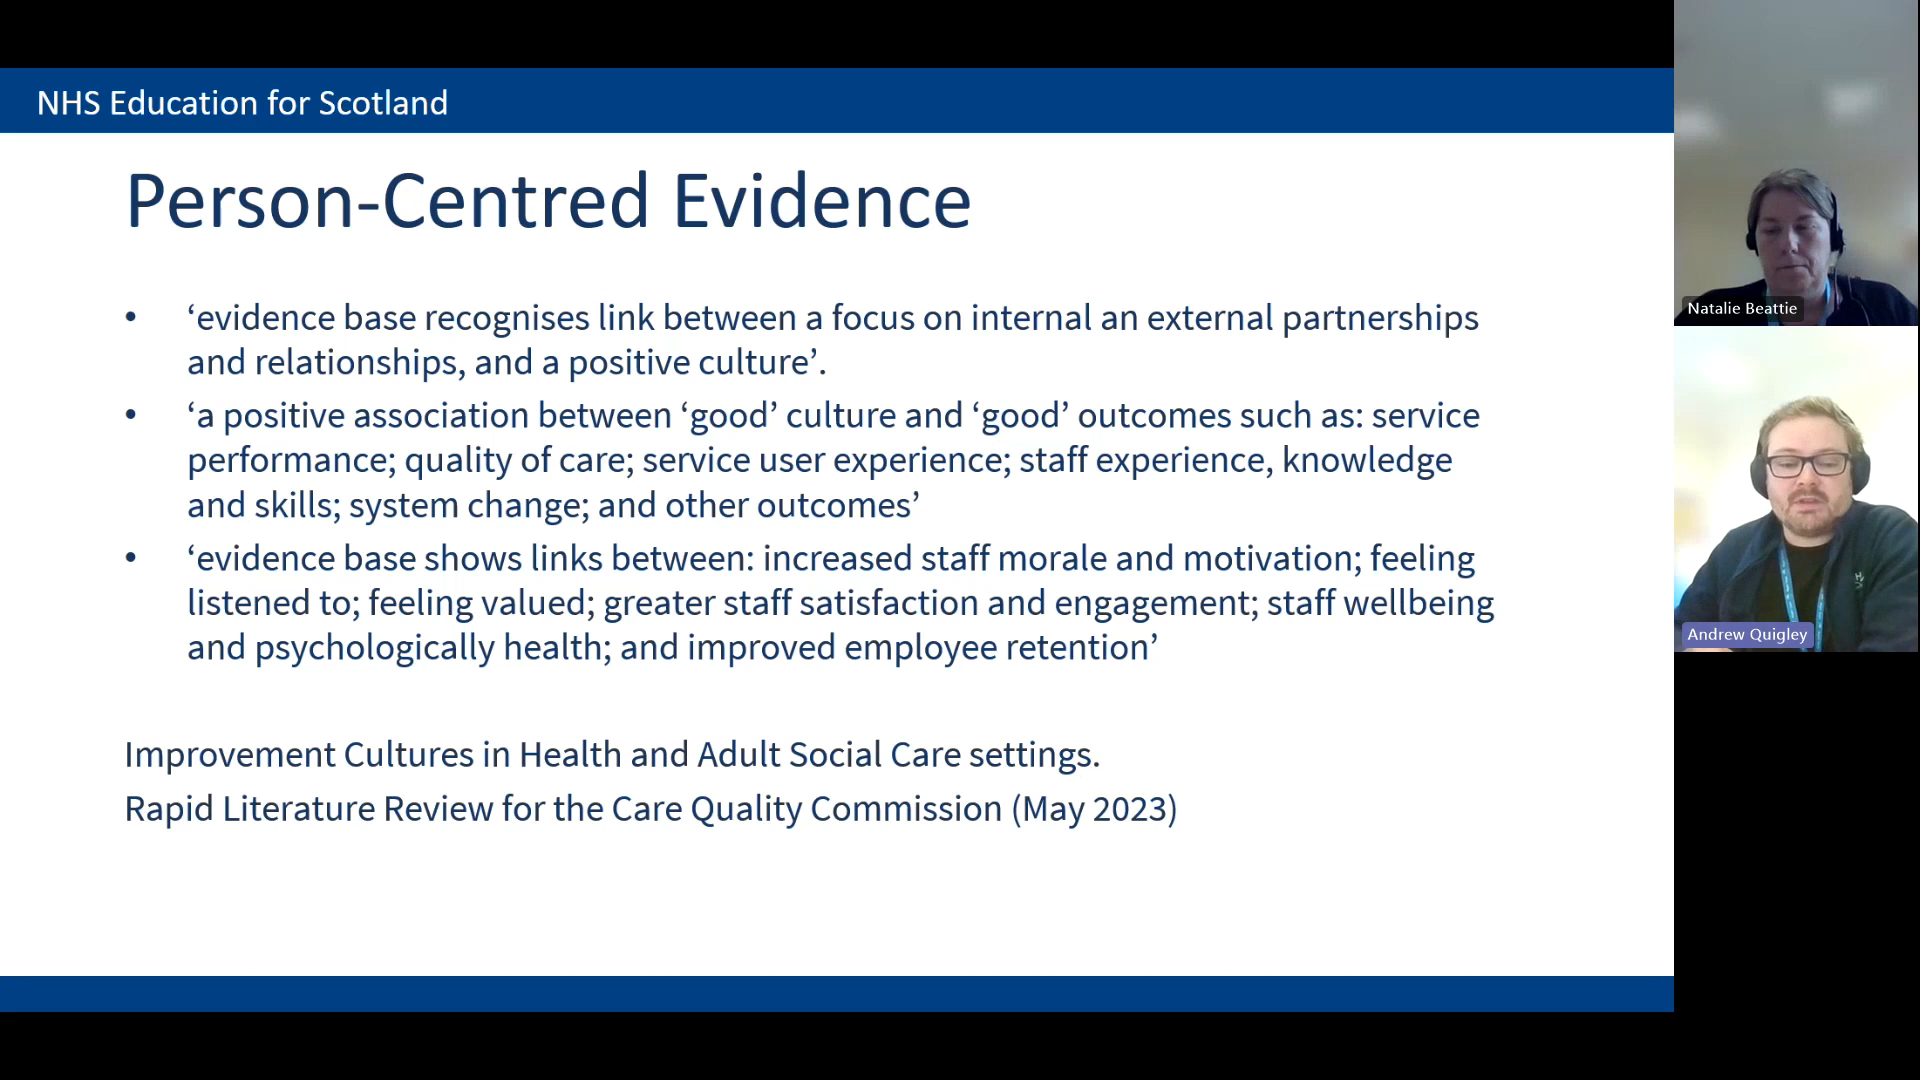 NHS Education for Scotland
Person-Centred Evidence
• ‘evidence base recognises link between a focus on internal an external partnerships
and relationships, and a positive culture’.
• ‘a positive association between ‘good’ culture and ‘good’ outcomes such as: service
performance; quality of care; service user experience; staff experience, knowledge
and skills; system change; and other outcomes’
• ‘evidence base shows links between: increased staff morale and motivation; feeling
listened to; feeling valued; greater staff satisfaction and engagement; staff wellbeing
and psychologically health; and improved employee retention’
Improvement Cultures in Health and Adult Social Care settings.
Rapid Literature Review for the Care Quality Commission (May 2023)
Natalie Beattie
Andrew Quigley